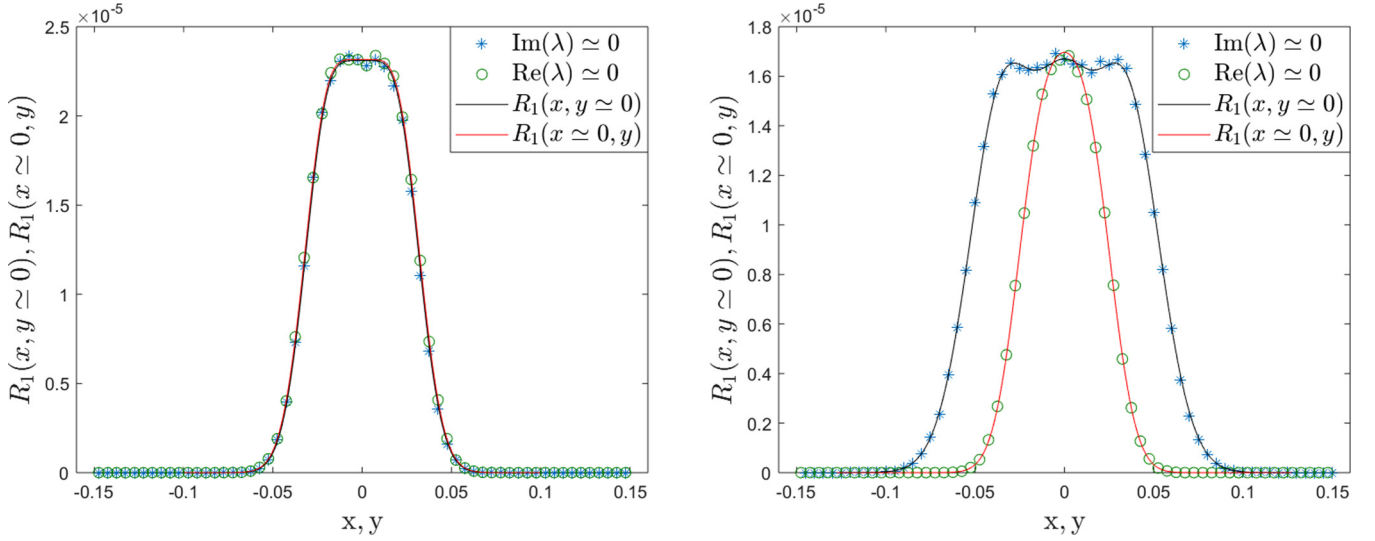 ×10⁻⁵
2.5
2
1.5
1
0.5
0
-0.15 -0.1 -0.05 0 0.05 0.1 0.15
x, y
R₁(x, y ≃ 0), R₁(x ≃ 0, y)
Im(λ) ≃ 0
Re(λ) ≃ 0
R₁(x, y ≃ 0)
R₁(x ≃ 0, y)
×10⁻⁵
1.8
1.6
1.4
1.2
1
0.8
0.6
0.4
0.2
0
-0.15 -0.1 -0.05 0 0.05 0.1 0.15
x, y
R₁(x, y ≃ 0), R₁(x ≃ 0, y)
Im(λ) ≃ 0
Re(λ) ≃ 0
R₁(x, y ≃ 0)
R₁(x ≃ 0, y)